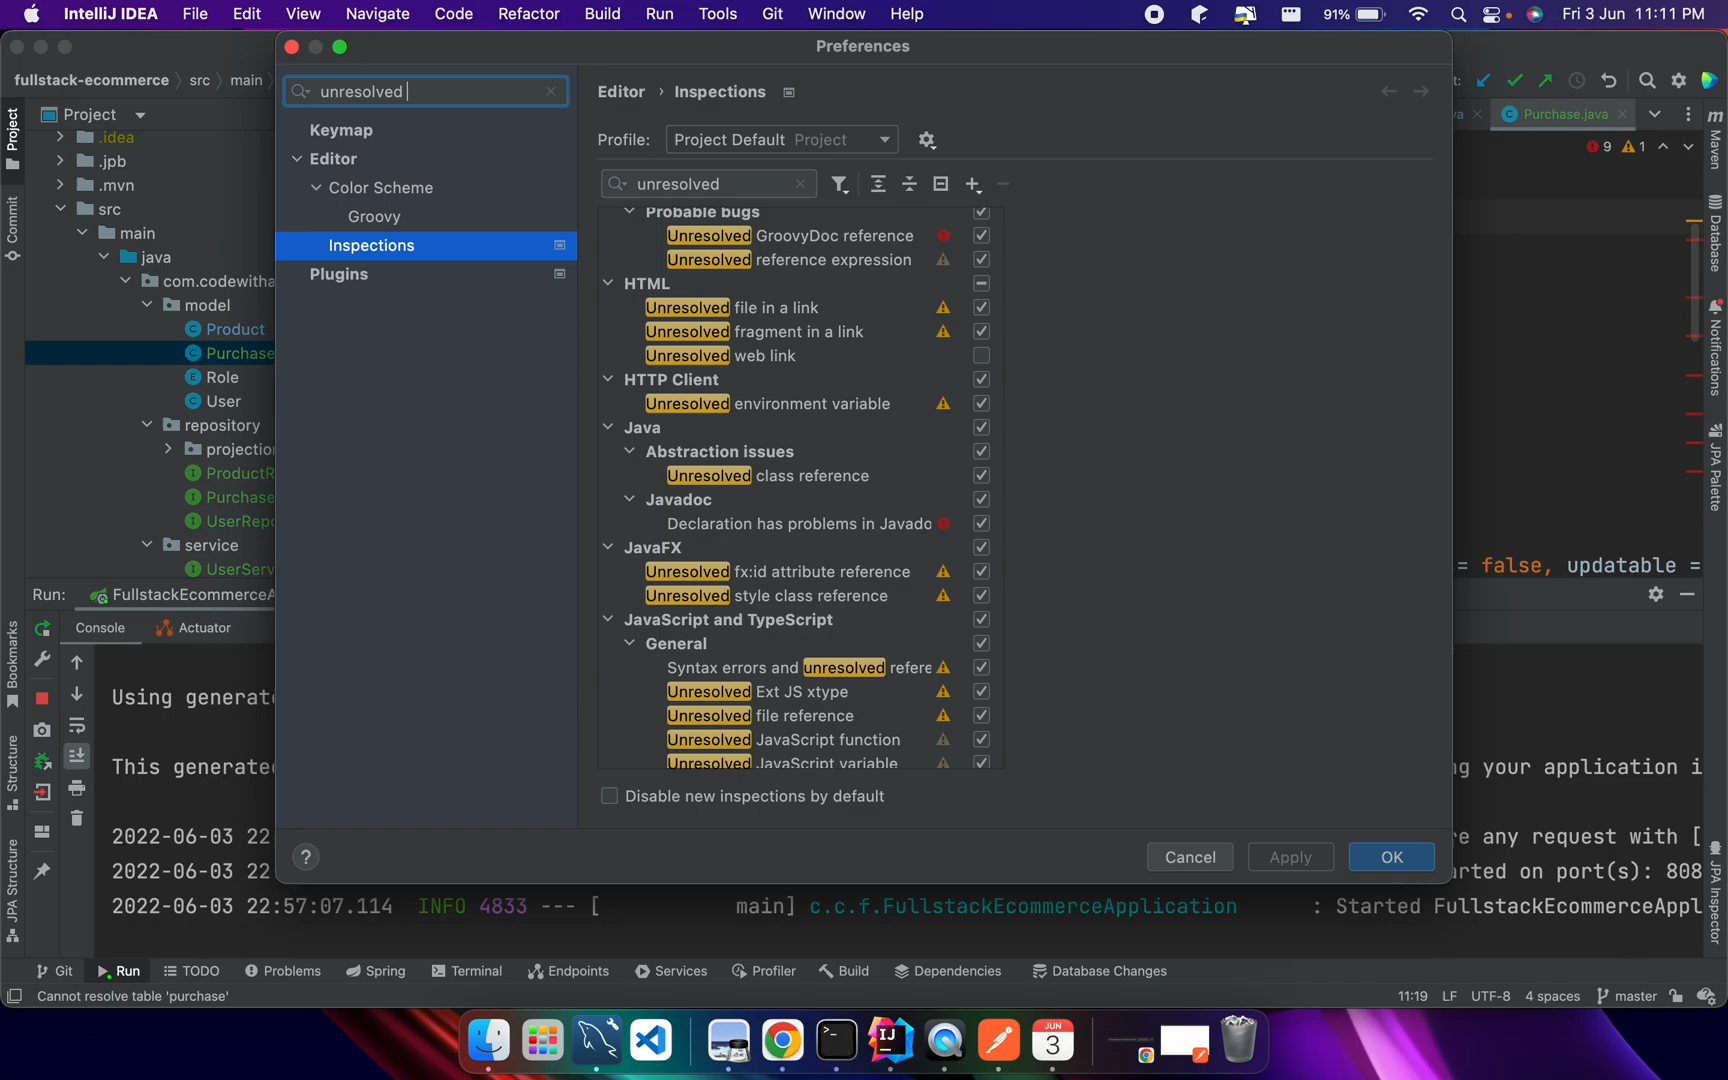 IntelliJ IDEA File Edit View Navigate Code Refactor Build Run Tools Git Window Help 91% Fri 3 Jun 11:11 PM
Preferences
fullstack-ecommerce src main
unresolved
Editor › Inspections
Project
Purchase.java
Keymap
Profile: Project Default Project
9 1
.idea
.jpb
Editor
.mvn
Color Scheme
unresolved
src
Groovy
Probable bugs
main
Inspections
Unresolved GroovyDoc reference
java
Plugins
Unresolved reference expression
com.codewitha
HTML
model
Unresolved file in a link
Product
Unresolved fragment in a link
Purchase
Unresolved web link
Role
HTTP Client
User
Unresolved environment variable
repository
Java
projection
Abstraction issues
ProductR
Unresolved class reference
Purchase
Javadoc
UserRepo
Declaration has problems in Javado
service
JavaFX
UserServ
Unresolved fx:id attribute reference
= false, updatable =
Run: FullstackEcommerceA
Unresolved style class reference
Console Actuator
JavaScript and TypeScript
General
Syntax errors and unresolved refere
Using generate
Unresolved Ext JS xtype
Unresolved file reference
Unresolved JavaScript function
This generated
Unresolved JavaScript variable
ng your application i
Disable new inspections by default
2022-06-03 22
re any request with [
? Cancel Apply OK
2022-06-03 22
arted on port(s): 808
2022-06-03 22:57:07.114 INFO 4833 --- [ main] c.c.f.FullstackEcommerceApplication : Started FullstackEcommerceAppl
Git Run TODO Problems Spring Terminal Endpoints Services Profiler Build Dependencies Database Changes
Cannot resolve table 'purchase' 11:19 LF UTF-8 4 spaces master
Project
Commit
Bookmarks
Structure
JPA Structure
m Maven
Database
Notifications
JPA Palette
JPA Inspector
IJ
JUN
3